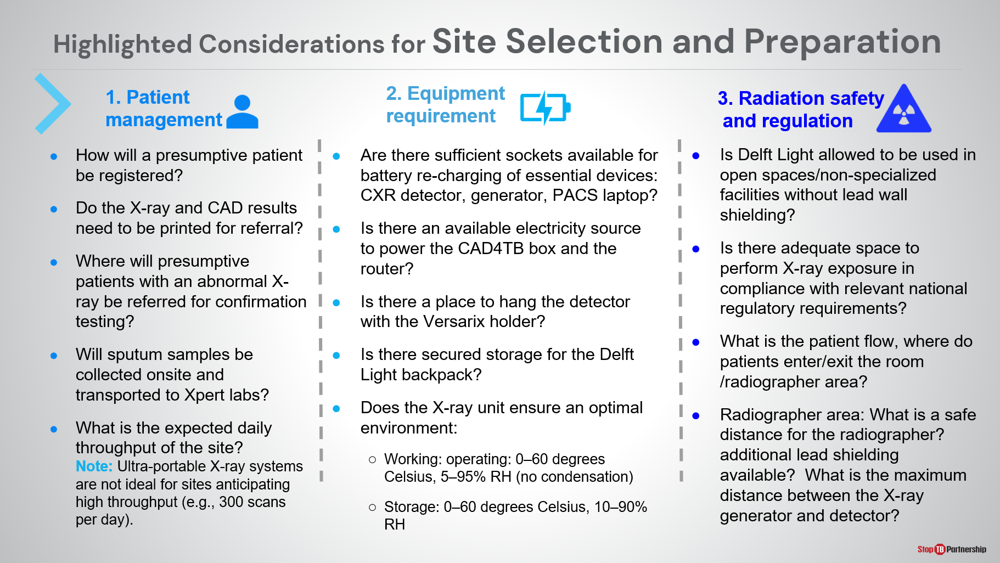 Highlighted Considerations for Site Selection and Preparation
1. Patient
management
● How will a presumptive patient
be registered?
● Do the X-ray and CAD results
need to be printed for referral?
● Where will presumptive
patients with an abnormal X-
ray be referred for confirmation
testing?
● Will sputum samples be
collected onsite and
transported to Xpert labs?
● What is the expected daily
throughput of the site?
Note: Ultra-portable X-ray systems
are not ideal for sites anticipating
high throughput (e.g., 300 scans
per day).
2. Equipment
requirement
● Are there sufficient sockets available for
battery re-charging of essential devices:
CXR detector, generator, PACS laptop?
● Is there an available electricity source
to power the CAD4TB box and the
router?
● Is there a place to hang the detector
with the Versarix holder?
● Is there secured storage for the Delft
Light backpack?
● Does the X-ray unit ensure an optimal
environment:
○ Working: operating: 0–60 degrees
Celsius, 5–95% RH (no condensation)
○ Storage: 0–60 degrees Celsius, 10–90%
RH
3. Radiation safety
and regulation
● Is Delft Light allowed to be used in
open spaces/non-specialized
facilities without lead wall
shielding?
● Is there adequate space to
perform X-ray exposure in
compliance with relevant national
regulatory requirements?
● What is the patient flow, where do
patients enter/exit the room
/radiographer area?
● Radiographer area: What is a safe
distance for the radiographer?
additional lead shielding
available?  What is the maximum
distance between the X-ray
generator and detector?
Stop TB Partnership